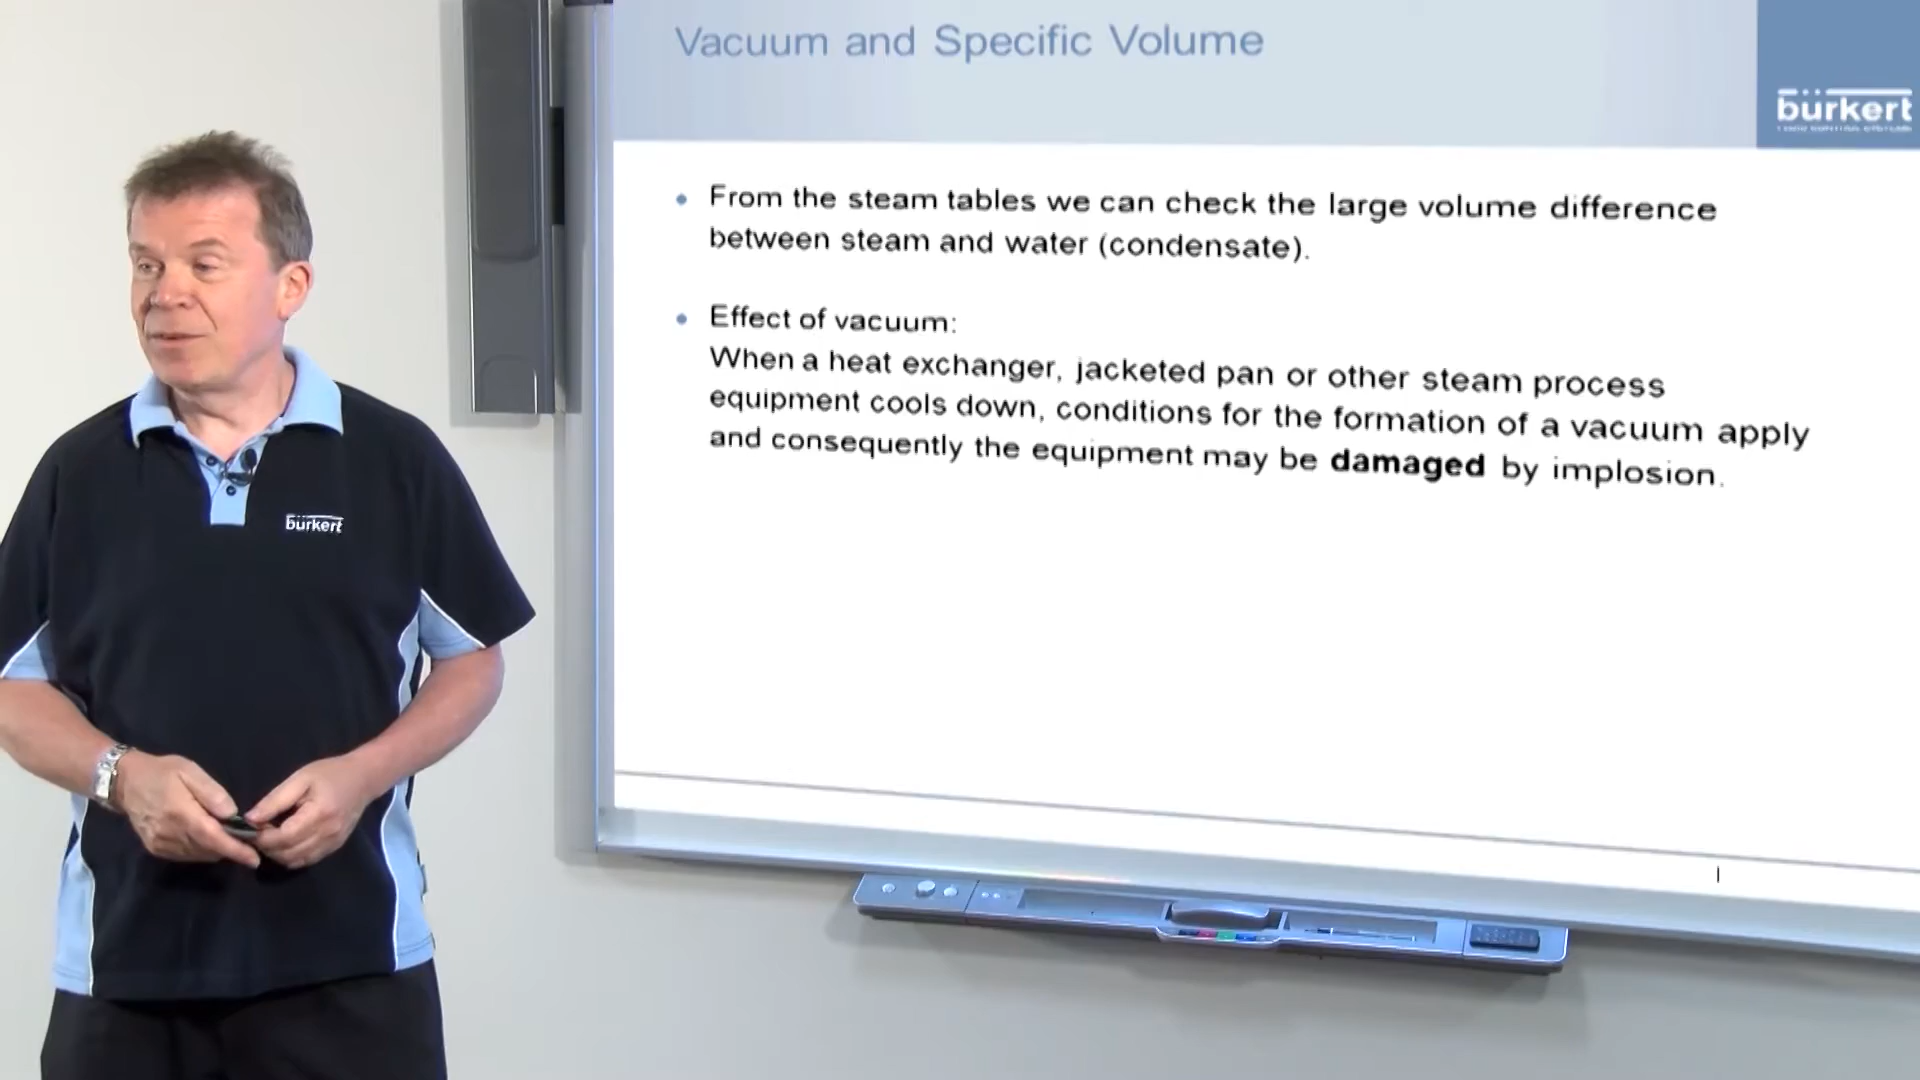 Vacuum and Specific Volume
burkert
• From the steam tables we can check the large volume difference
between steam and water (condensate).
• Effect of vacuum:
When a heat exchanger, jacketed pan or other steam process
equipment cools down, conditions for the formation of a vacuum apply
and consequently the equipment may be damaged by implosion.
burkert